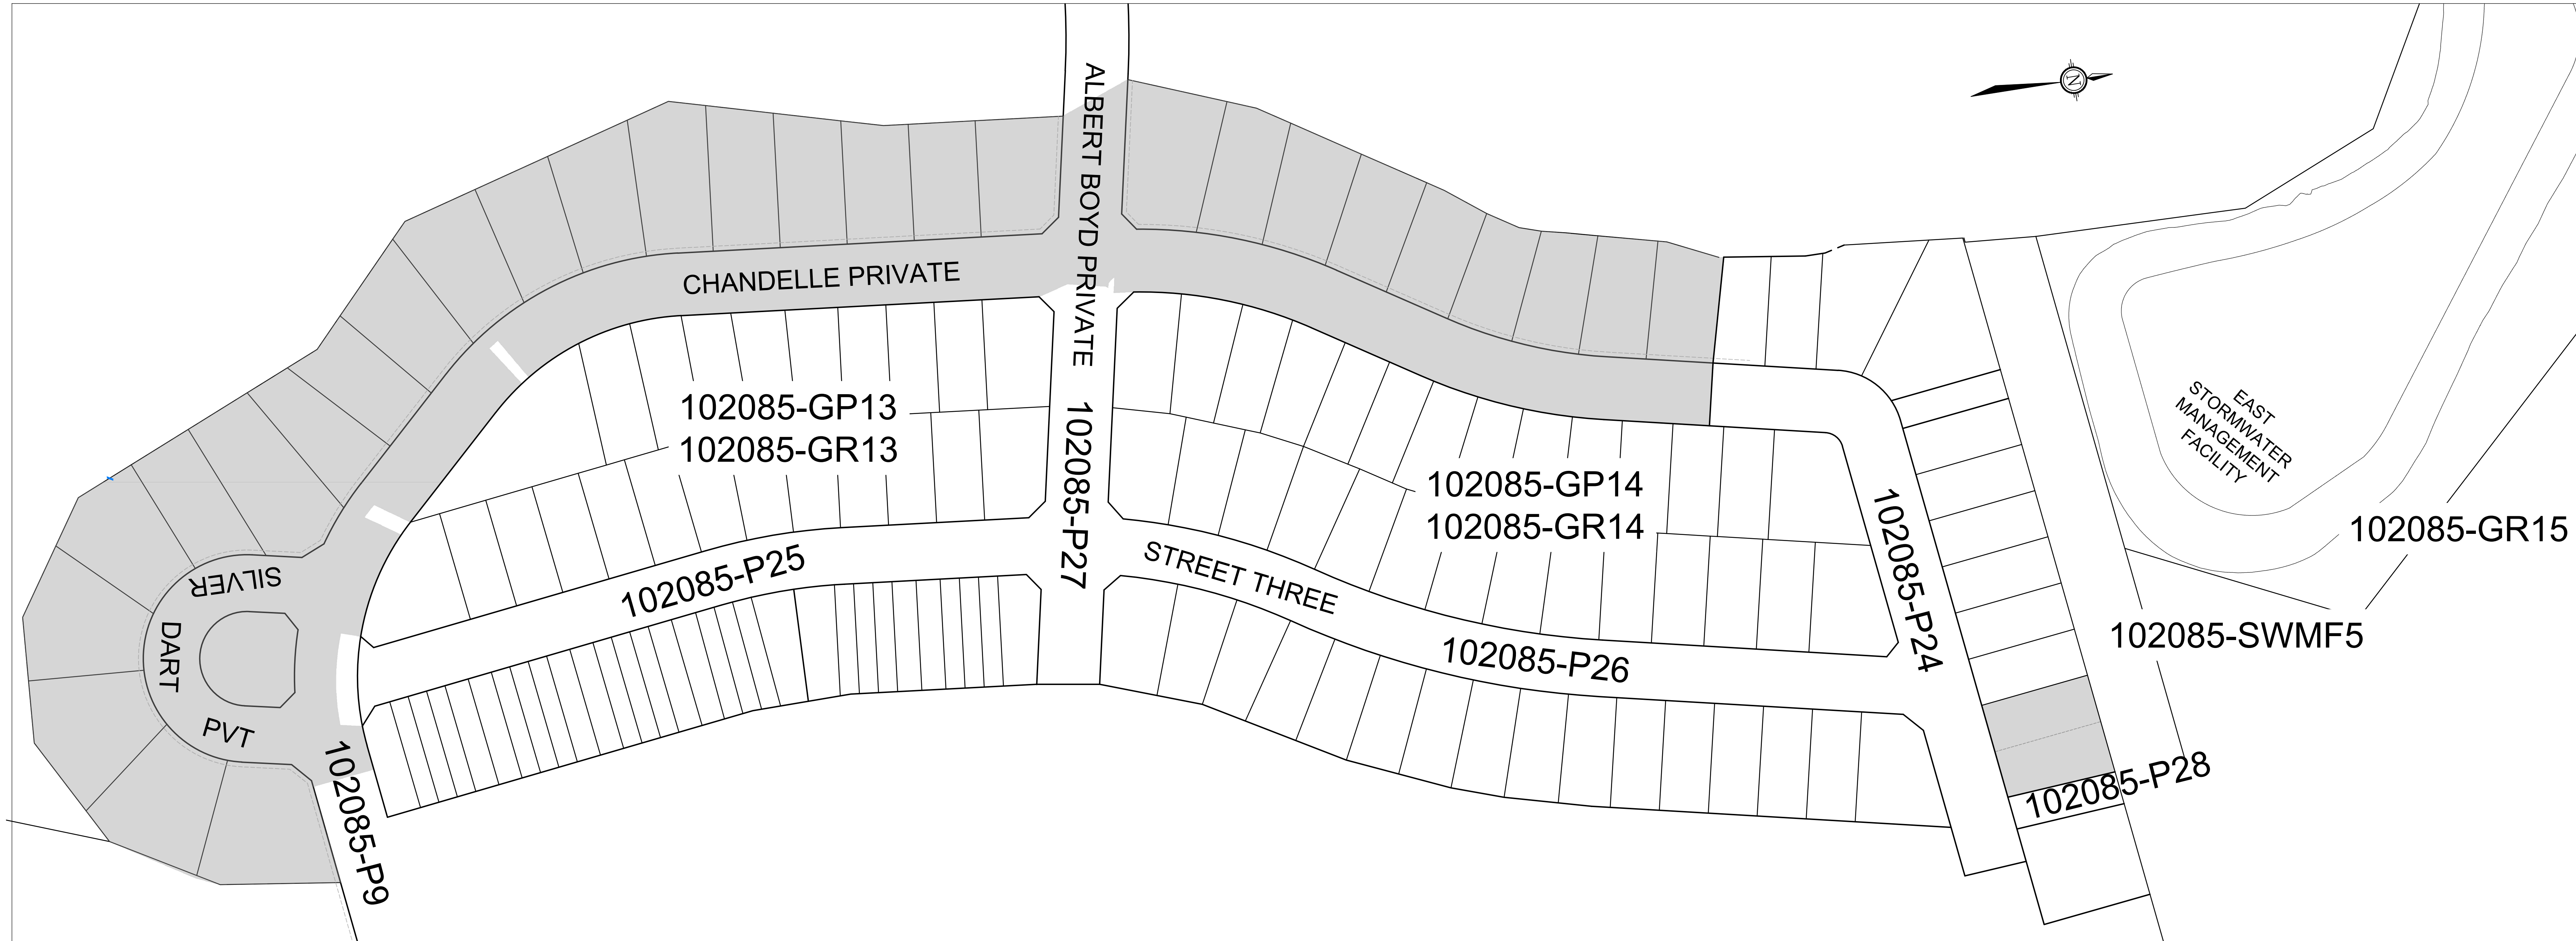 ALBERT BOYD PRIVATE
N
CHANDELLE PRIVATE
102085-GP13
102085-GR13
102085-P27
102085-GP14
102085-GR14
102085-P24
EAST
STORMWATER
MANAGEMENT
FACILITY
102085-GR15
SILVER
DART
PVT
102085-P25
STREET THREE
102085-P26
102085-SWMF5
102085-P9
102085-P28